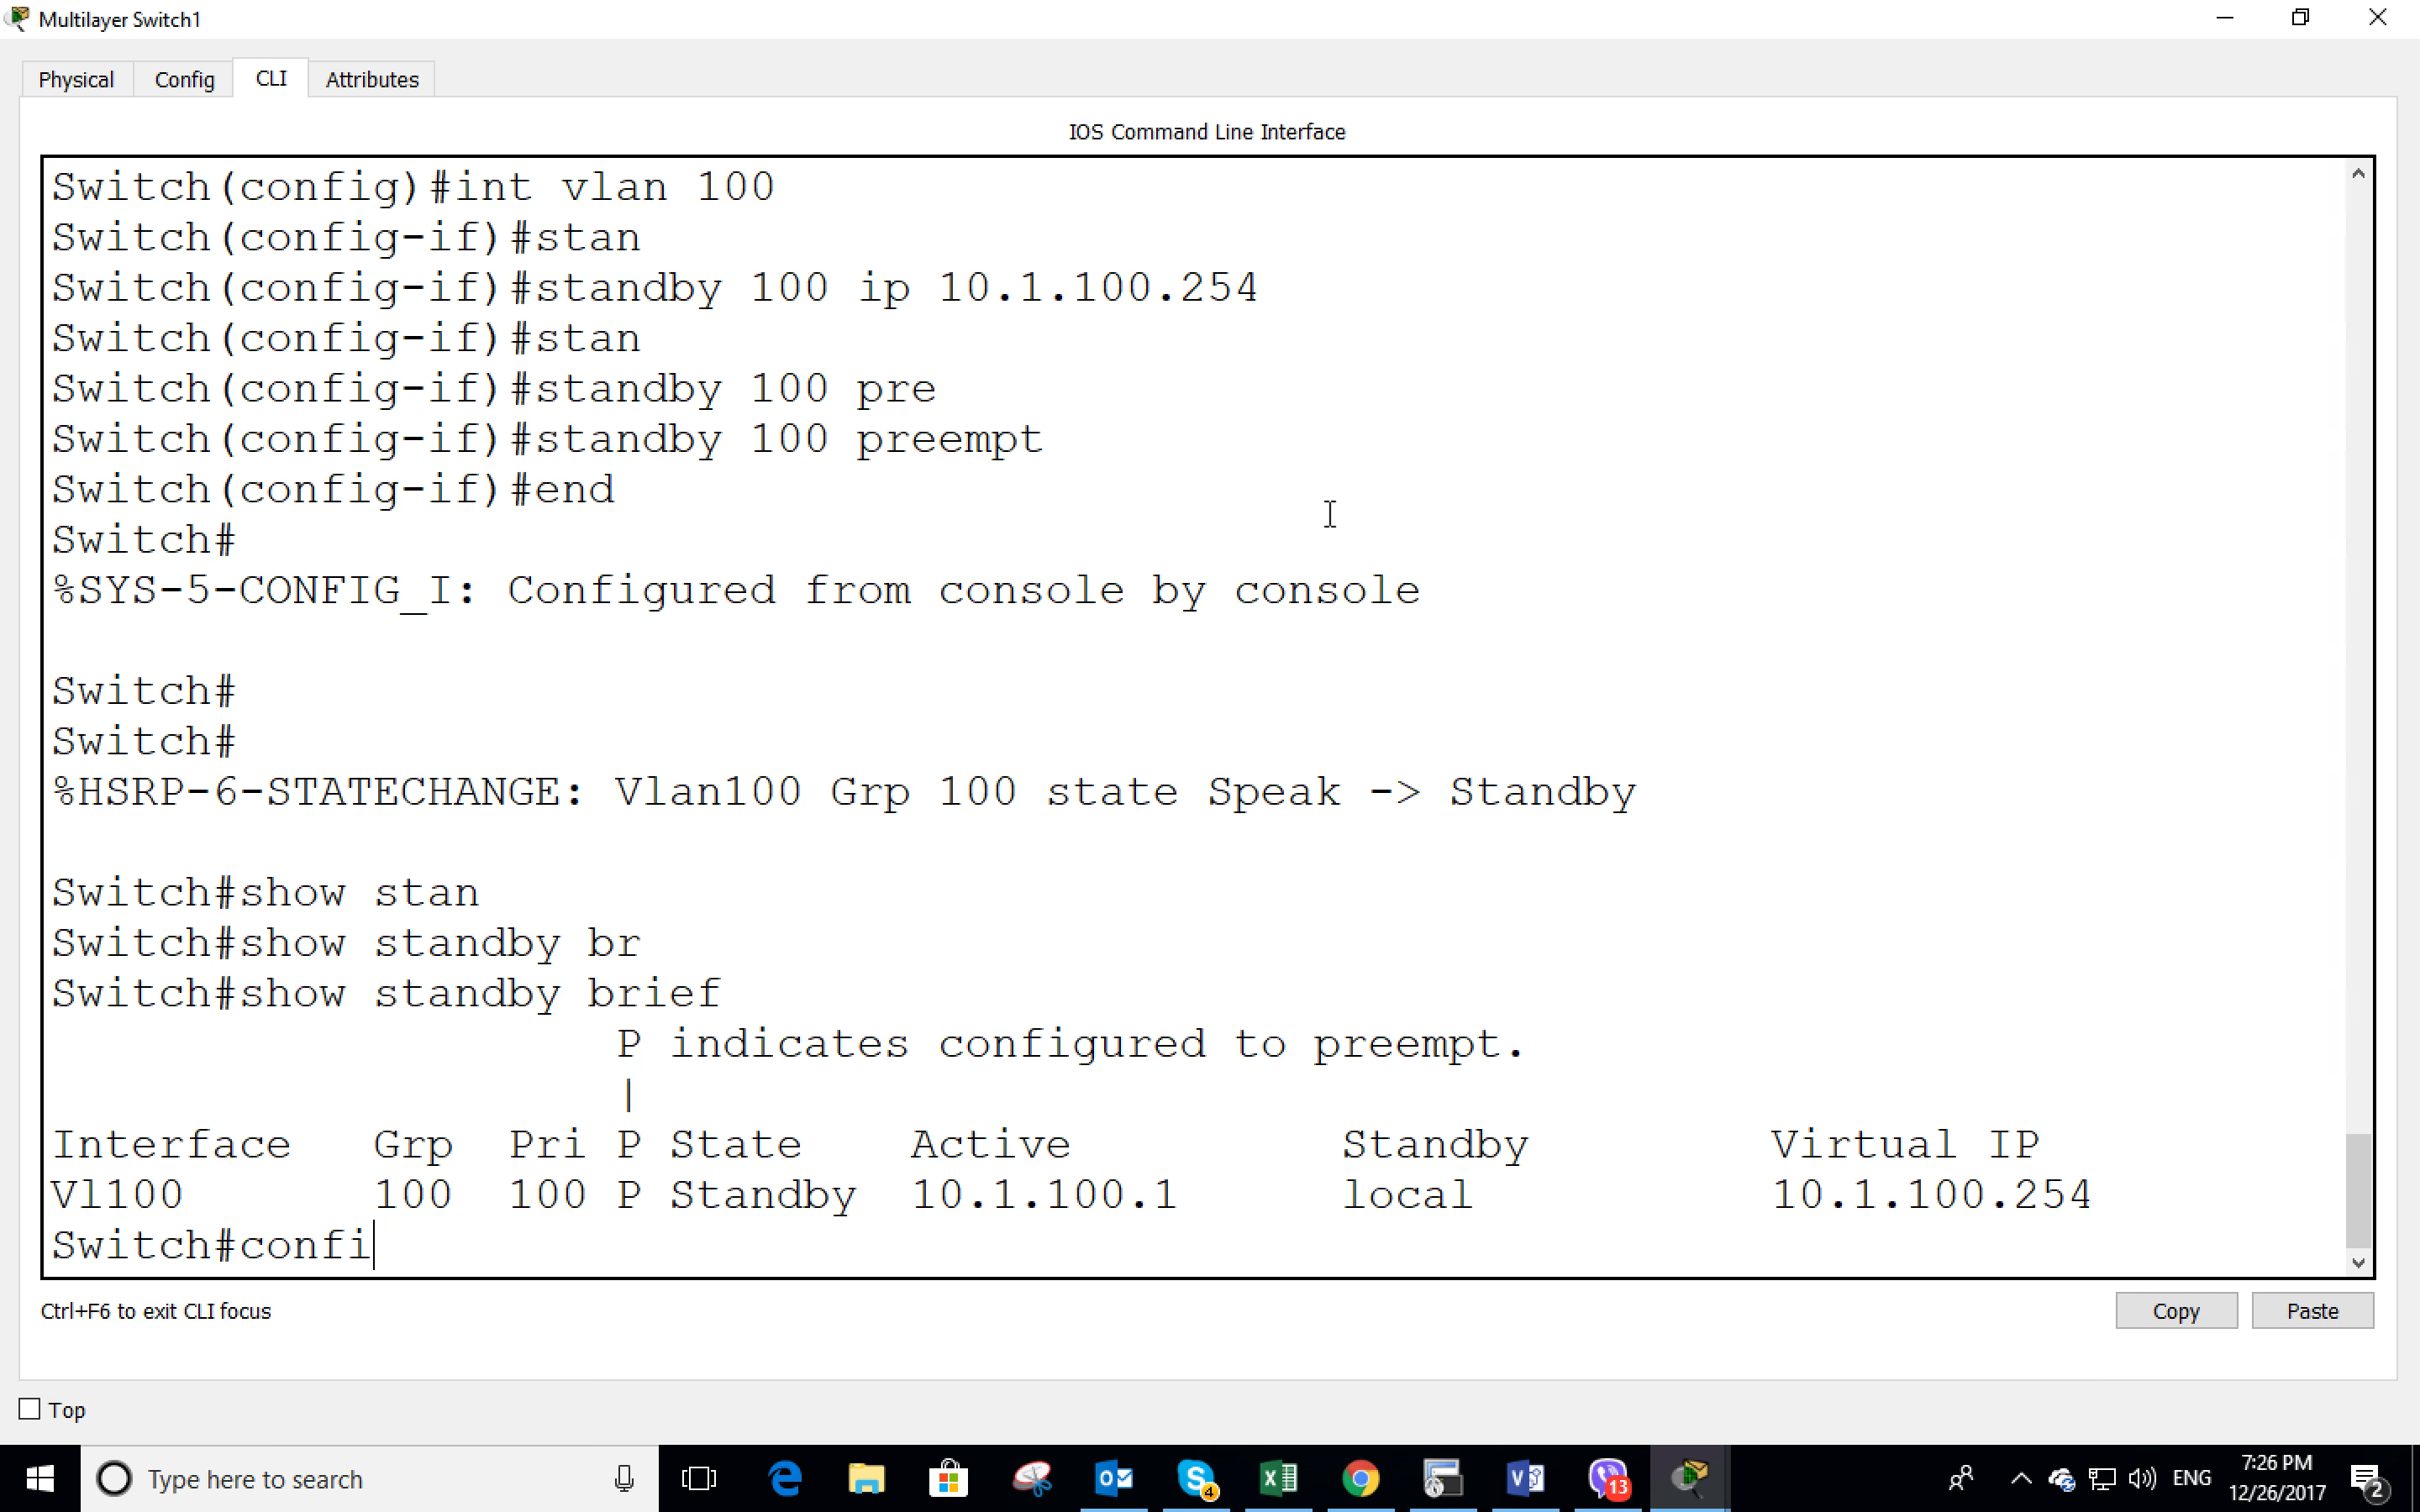 Multilayer Switch1
Physical Config CLI Attributes
IOS Command Line Interface
Switch(config)#int vlan 100
Switch(config-if)#stan
Switch(config-if)#standby 100 ip 10.1.100.254
Switch(config-if)#stan
Switch(config-if)#standby 100 pre
Switch(config-if)#standby 100 preempt
Switch(config-if)#end
Switch#
%SYS-5-CONFIG_I: Configured from console by console
Switch#
Switch#
%HSRP-6-STATECHANGE: Vlan100 Grp 100 state Speak -> Standby
Switch#show stan
Switch#show standby br
Switch#show standby brief
P indicates configured to preempt.
|
Interface Grp Pri P State Active Standby Virtual IP
Vl100 100 100 P Standby 10.1.100.1 local 10.1.100.254
Switch#confi
Ctrl+F6 to exit CLI focus
Copy Paste
Top
Type here to search
4
13
ENG
7:26 PM
12/26/2017
2